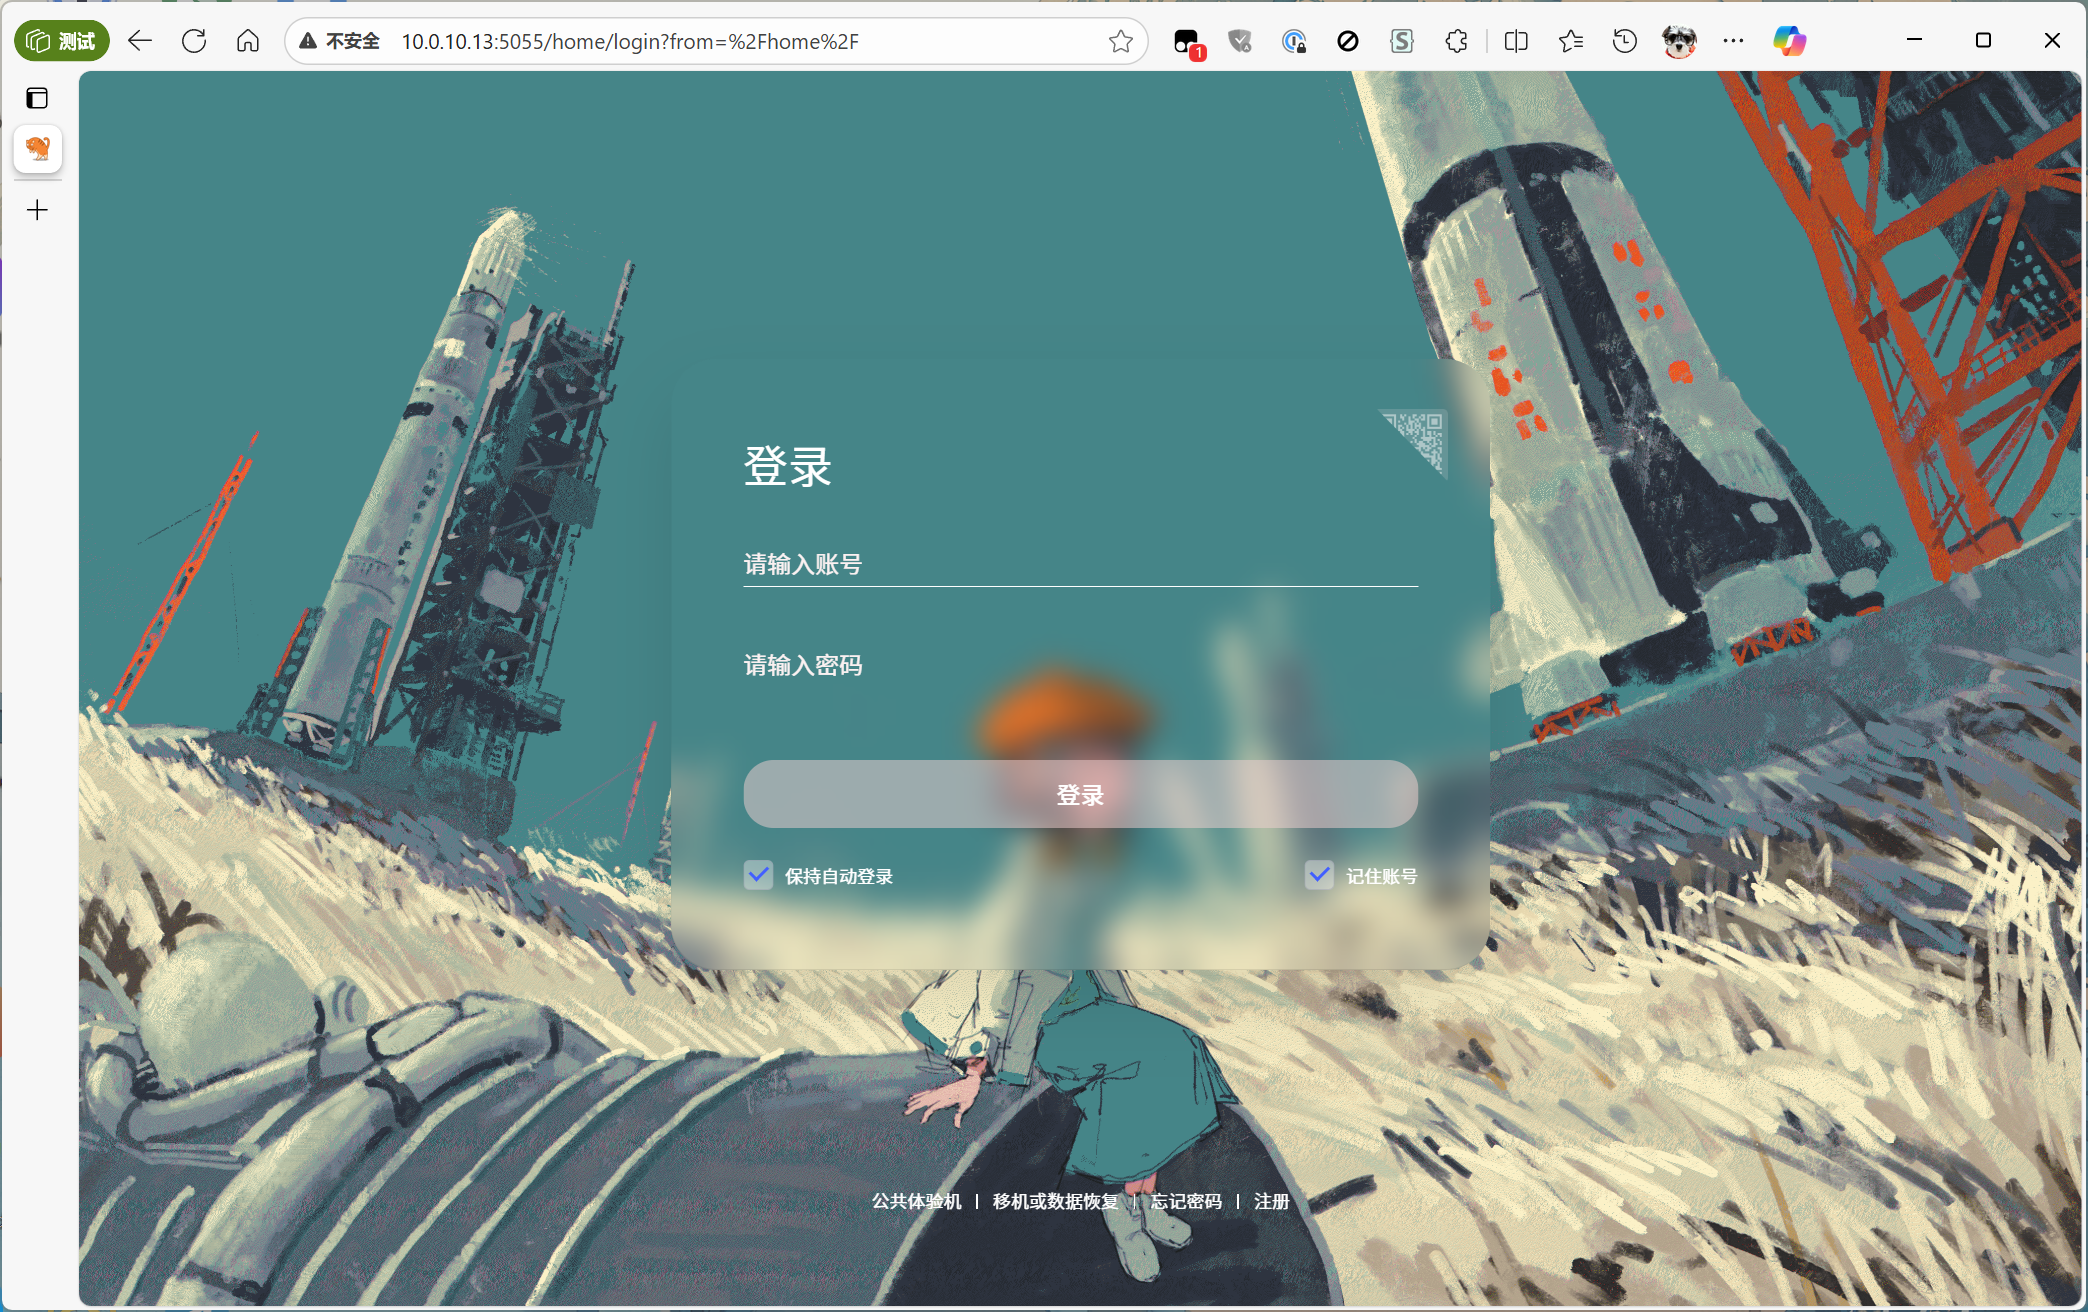 测试
不安全 10.0.10.13:5055/home/login?from=%2Fhome%2F
1
登录
请输入账号
请输入密码
登录
保持自动登录 记住账号
公共体验机 | 移机或数据恢复 | 忘记密码 | 注册